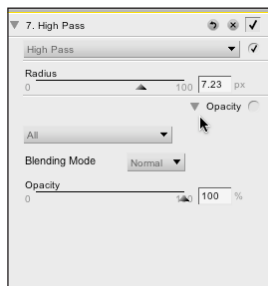 7. High Pass
High Pass
Radius
0 100 7.23 px
Opacity
All
Blending Mode Normal
Opacity
0 100 100 %